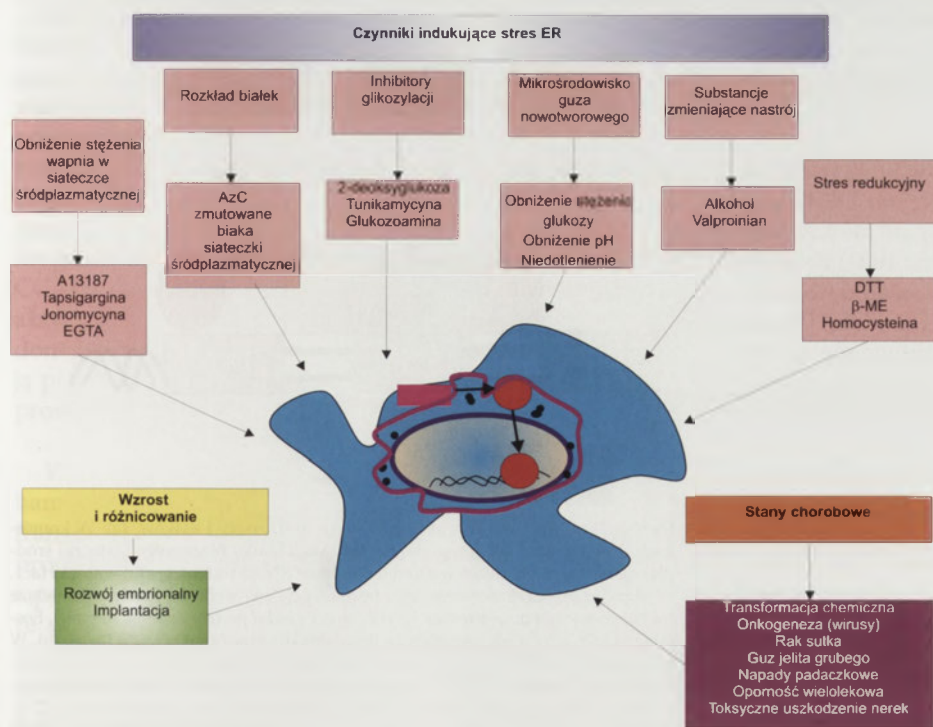 Czynniki indukujące stres ER
Obniżenie stężenia
wapnia w
siateczce
śródplazmatycznej
A13187
Tapsigargina
Jonomycyna
EGTA
Rozkład białek
AzC
zmutowane
biaka
siateczki
śródplazmatycznej
Inhibitory
glikozylacji
2-deoksyglukoza
Tunikamycyna
Glukozoamina
Mikrośrodowisko
guza
nowotworowego
Obniżenie stężenia
glukozy
Obniżenie pH
Niedotlenienie
Substancje
zmieniające nastrój
Alkohol
Valproinian
Stres redukcyjny
DTT
β-ME
Homocysteina
Wzrost
i różnicowanie
Rozwój embrionalny
Implantacja
Stany chorobowe
Transformacja chemiczna
Onkogeneza (wirusy)
Rak sutka
Guz jelita grubego
Napady padaczkowe
Oporność wielolekowa
Toksyczne uszkodzenie nerek